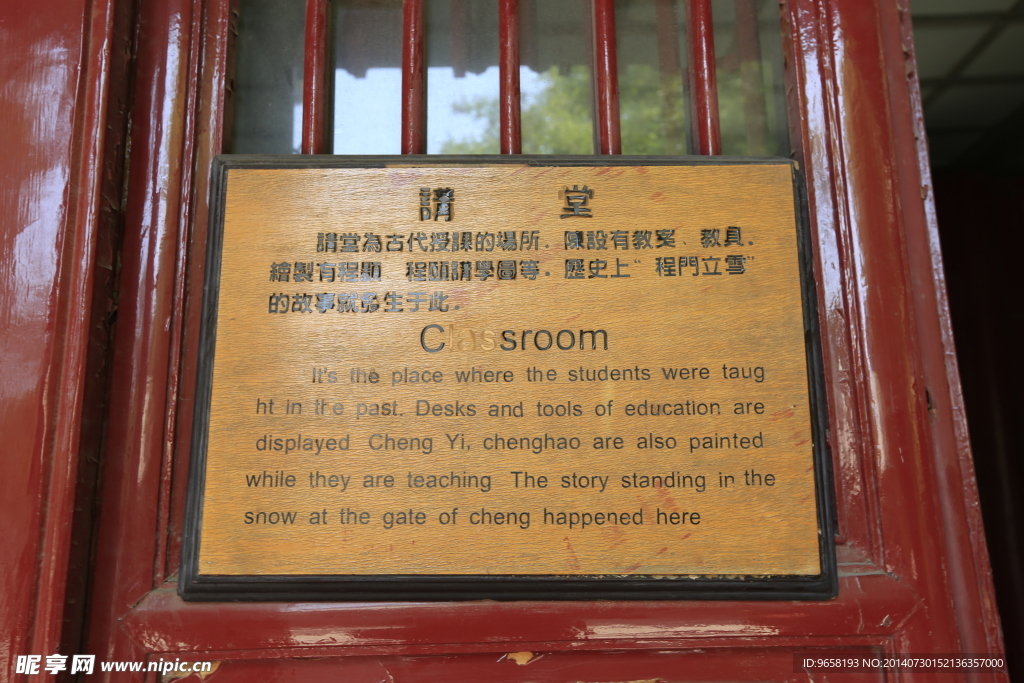 講 堂
講堂為古代授課的場所．陳設有教案、教具．
繪製有程顥 程頤講學圖等．歷史上“程門立雪”
的故事就多生于此．
Classroom
It's the place where the students were taug
ht in the past. Desks and tools of education are
displayed Cheng Yi, chenghao are also painted
while they are teaching The story standing in the
snow at the gate of cheng happened here
昵享网 www.nipic.cn
ID:9658193 NO:20140730152136357000